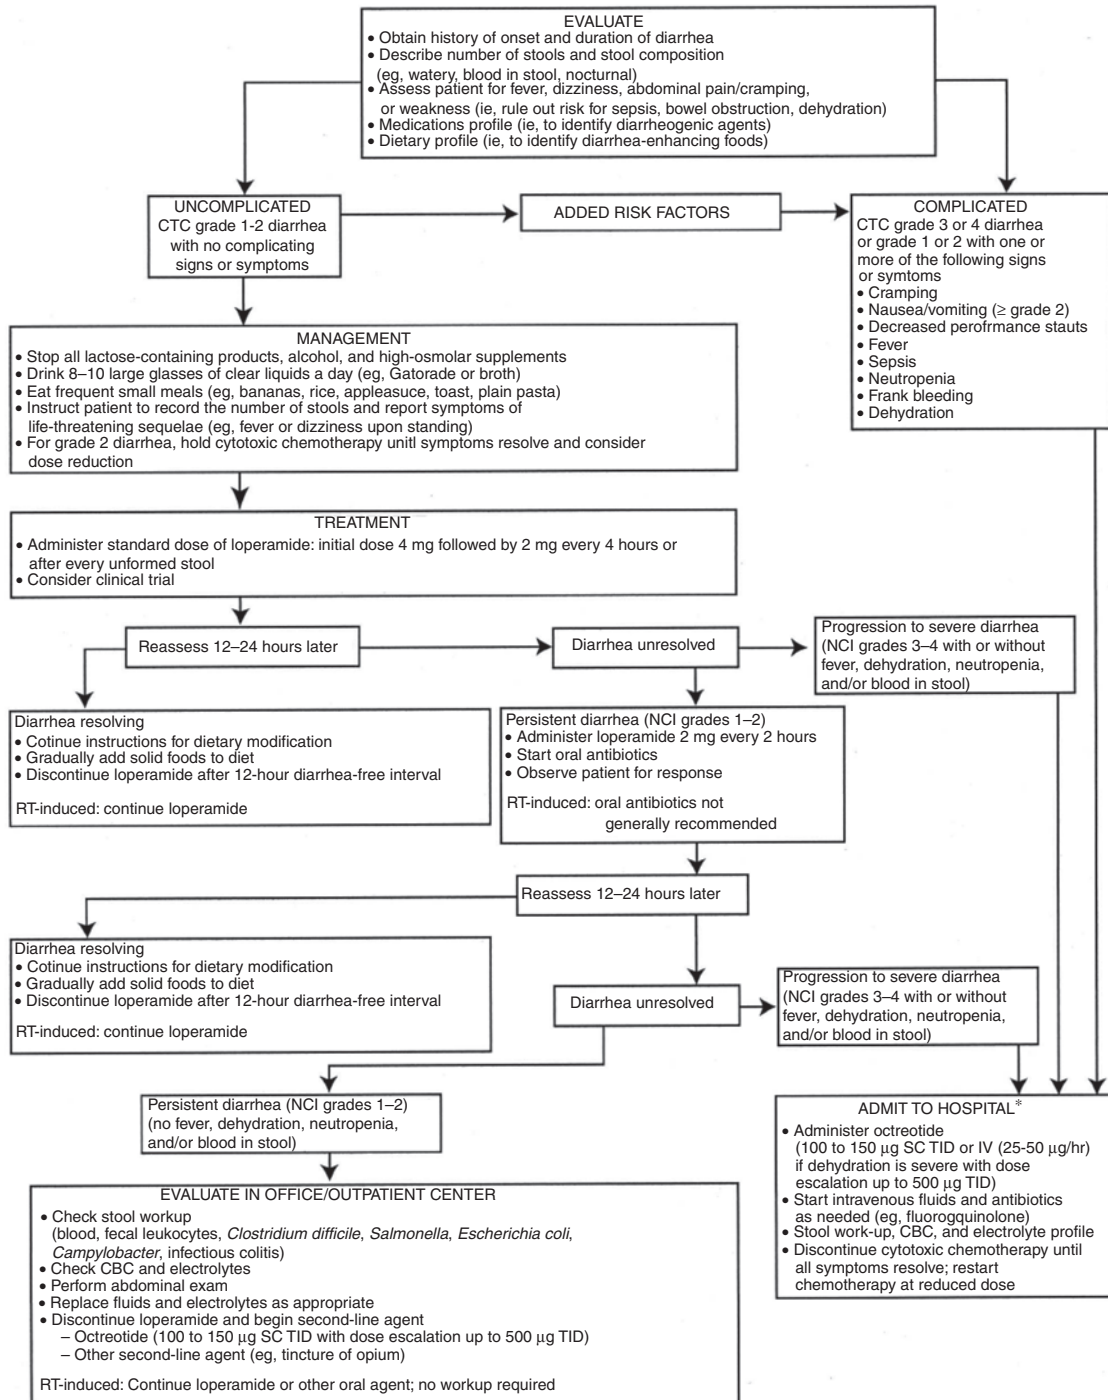 EVALUATE
• Obtain history of onset and duration of diarrhea
• Describe number of stools and stool composition
(eg, watery, blood in stool, nocturnal)
• Assess patient for fever, dizziness, abdominal pain/cramping,
or weakness (ie, rule out risk for sepsis, bowel obstruction, dehydration)
• Medications profile (ie, to identify diarrheogenic agents)
• Dietary profile (ie, to identify diarrhea-enhancing foods)
UNCOMPLICATED
CTC grade 1-2 diarrhea
with no complicating
signs or symptoms
ADDED RISK FACTORS
COMPLICATED
CTC grade 3 or 4 diarrhea
or grade 1 or 2 with one or
more of the following signs
or symtoms
• Cramping
• Nausea/vomiting (≥ grade 2)
• Decreased perofrmance stauts
• Fever
• Sepsis
• Neutropenia
• Frank bleeding
• Dehydration
MANAGEMENT
• Stop all lactose-containing products, alcohol, and high-osmolar supplements
• Drink 8–10 large glasses of clear liquids a day (eg, Gatorade or broth)
• Eat frequent small meals (eg, bananas, rice, appleasuce, toast, plain pasta)
• Instruct patient to record the number of stools and report symptoms of
life-threatening sequelae (eg, fever or dizziness upon standing)
• For grade 2 diarrhea, hold cytotoxic chemotherapy unitl symptoms resolve and consider
dose reduction
TREATMENT
• Administer standard dose of loperamide: initial dose 4 mg followed by 2 mg every 4 hours or
after every unformed stool
• Consider clinical trial
Reassess 12–24 hours later
Diarrhea unresolved
Progression to severe diarrhea
(NCI grades 3–4 with or without
fever, dehydration, neutropenia,
and/or blood in stool)
Diarrhea resolving
• Cotinue instructions for dietary modification
• Gradually add solid foods to diet
• Discontinue loperamide after 12-hour diarrhea-free interval
RT-induced: continue loperamide
Persistent diarrhea (NCI grades 1–2)
• Administer loperamide 2 mg every 2 hours
• Start oral antibiotics
• Observe patient for response
RT-induced: oral antibiotics not
generally recommended
Reassess 12–24 hours later
Diarrhea resolving
• Cotinue instructions for dietary modification
• Gradually add solid foods to diet
• Discontinue loperamide after 12-hour diarrhea-free interval
RT-induced: continue loperamide
Diarrhea unresolved
Progression to severe diarrhea
(NCI grades 3–4 with or without
fever, dehydration, neutropenia,
and/or blood in stool)
Persistent diarrhea (NCI grades 1–2)
(no fever, dehydration, neutropenia,
and/or blood in stool)
ADMIT TO HOSPITAL*
• Administer octreotide
(100 to 150 μg SC TID or IV (25-50 μg/hr)
if dehydration is severe with dose
escalation up to 500 μg TID)
• Start intravenous fluids and antibiotics
as needed (eg, fluorogquinolone)
• Stool work-up, CBC, and electrolyte profile
• Discontinue cytotoxic chemotherapy until
all symptoms resolve; restart
chemotherapy at reduced dose
EVALUATE IN OFFICE/OUTPATIENT CENTER
• Check stool workup
(blood, fecal leukocytes, Clostridium difficile, Salmonella, Escherichia coli,
Campylobacter, infectious colitis)
• Check CBC and electrolytes
• Perform abdominal exam
• Replace fluids and electrolytes as appropriate
• Discontinue loperamide and begin second-line agent
– Octreotide (100 to 150 μg SC TID with dose escalation up to 500 μg TID)
– Other second-line agent (eg, tincture of opium)
RT-induced: Continue loperamide or other oral agent; no workup required